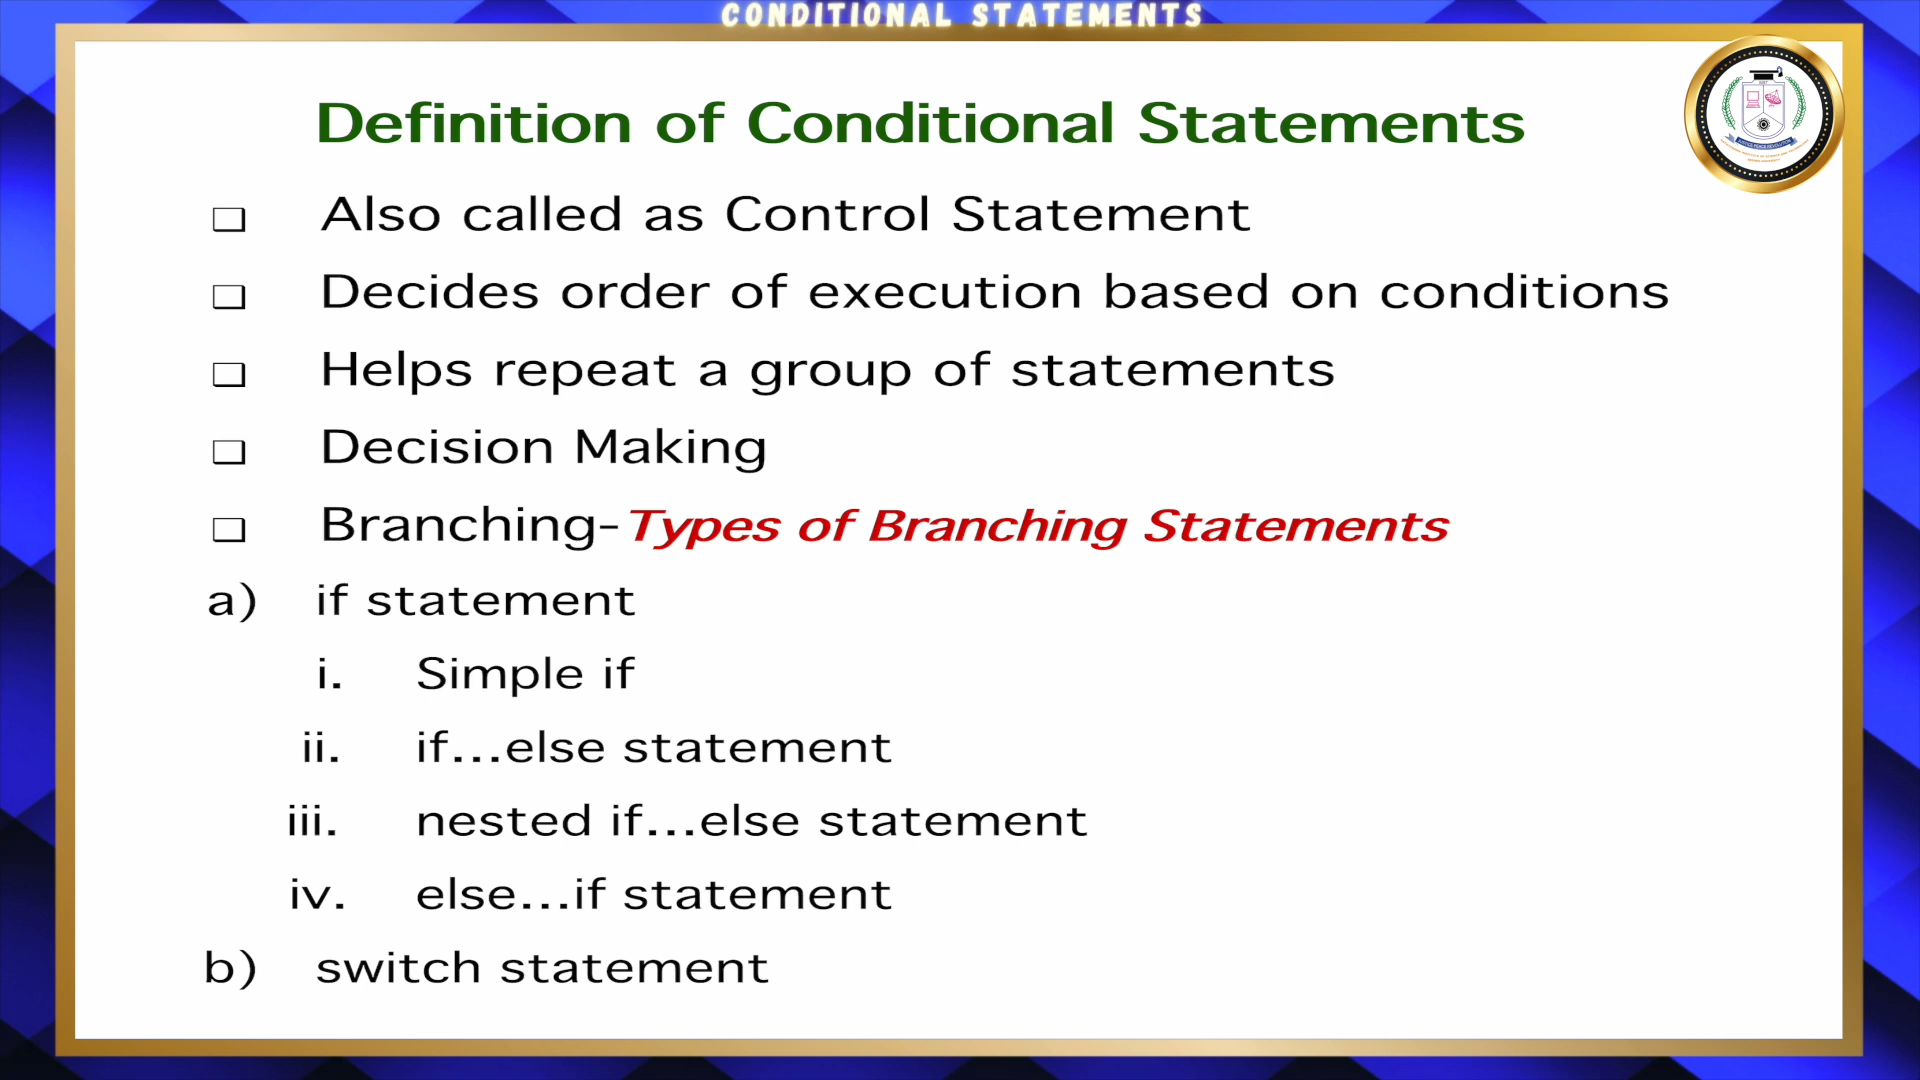 CONDITIONAL STATEMENTS
Definition of Conditional Statements
❑ Also called as Control Statement
❑ Decides order of execution based on conditions
❑ Helps repeat a group of statements
❑ Decision Making
❑ Branching-Types of Branching Statements
a) if statement
i. Simple if
ii. if...else statement
iii. nested if...else statement
iv. else...if statement
b) switch statement